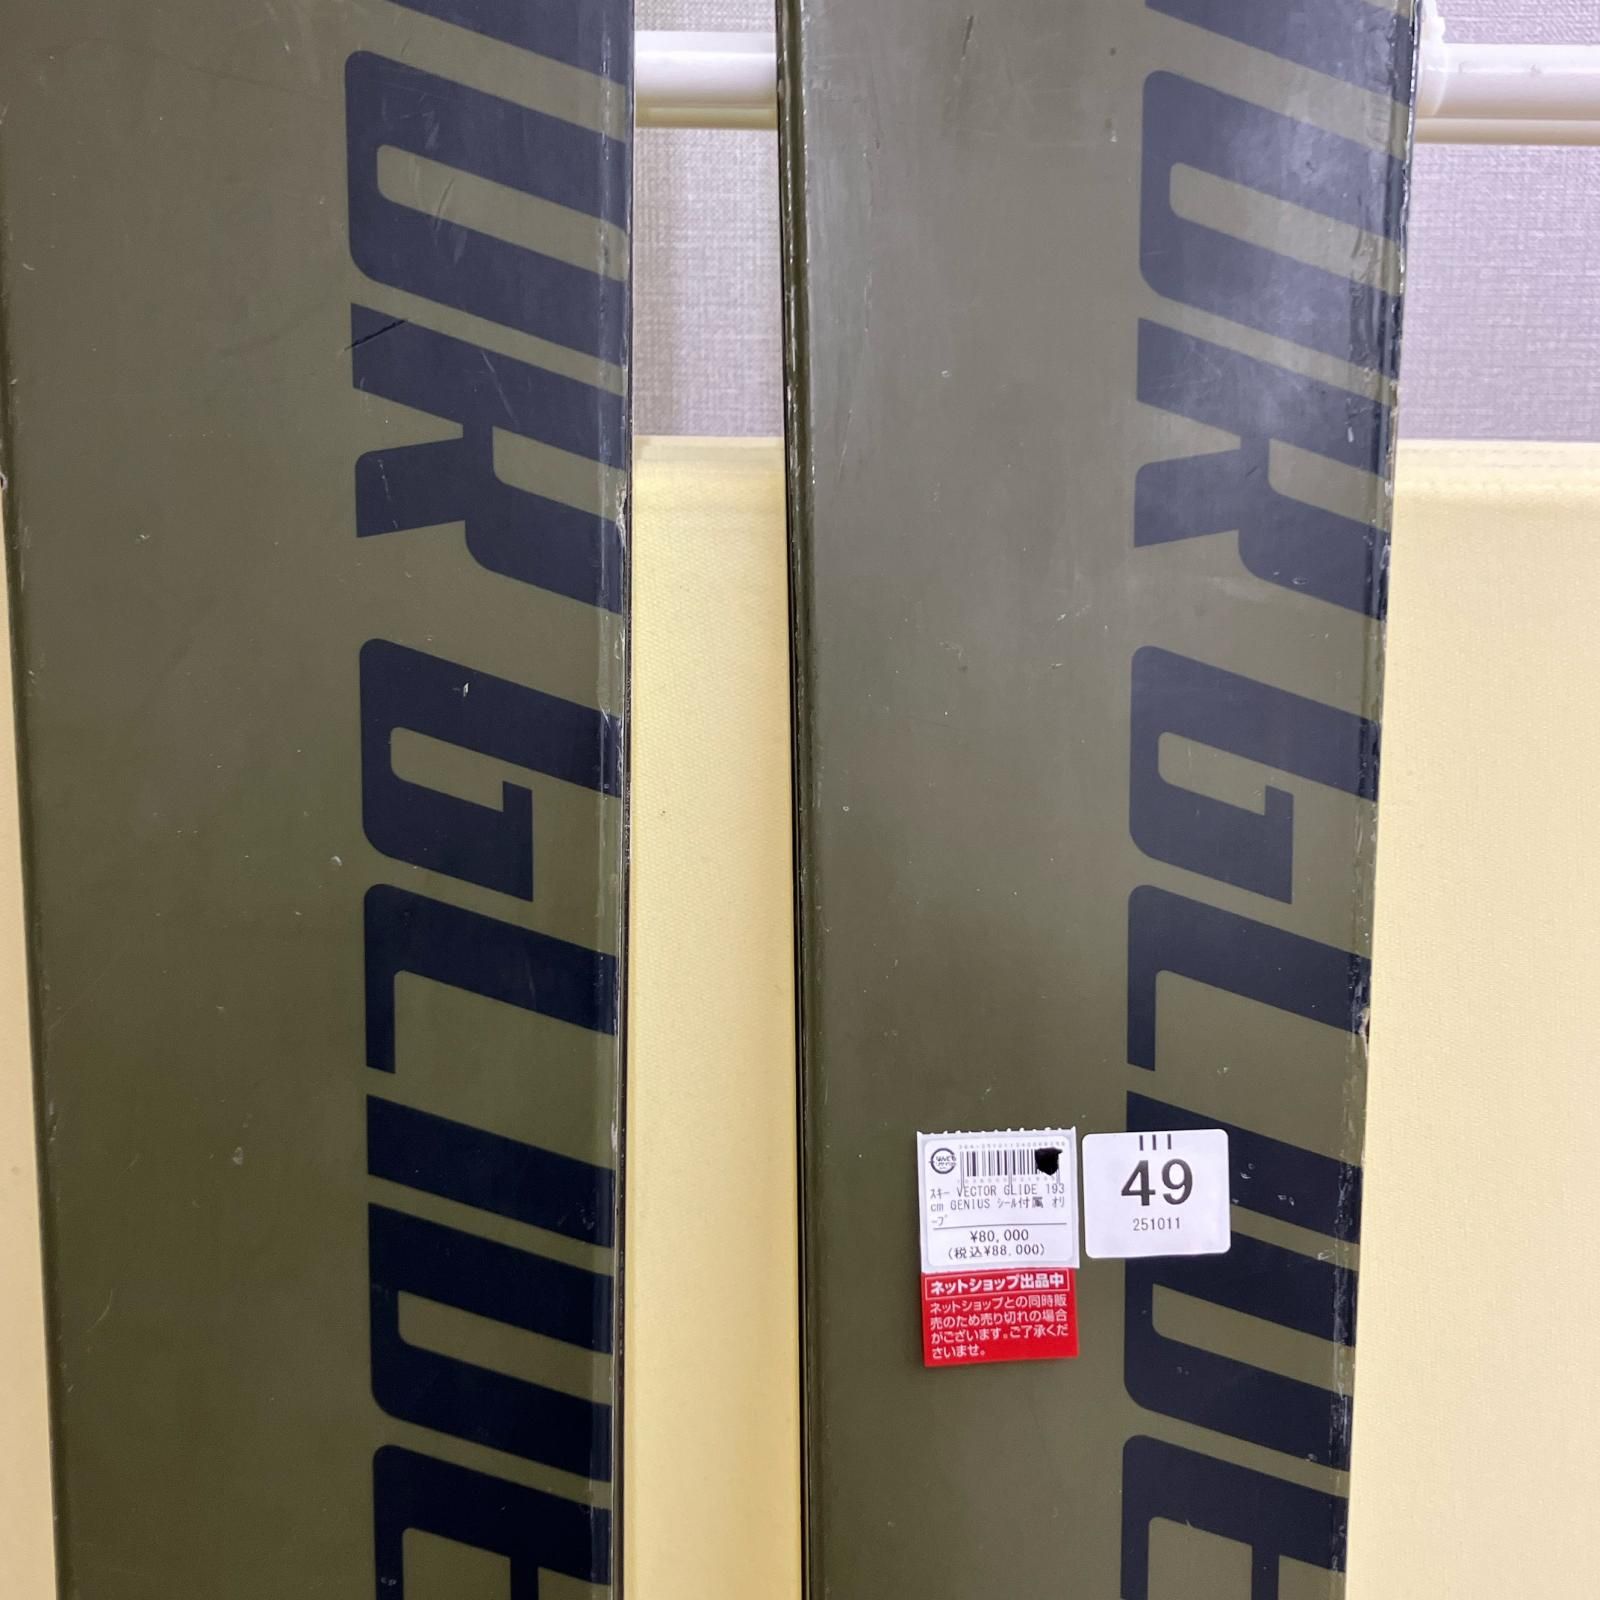 OR GLIDE
OR GLIDE
スキー VECTOR GLIDE 193
cm GENIUS シール付属 オリ
ーブ
¥80,000
(税込¥88,000)
ネットショップ出品中
ネットショップとの同時販
売のため売り切れの場合
がございます。ご了承くだ
さいませ。
49
251011